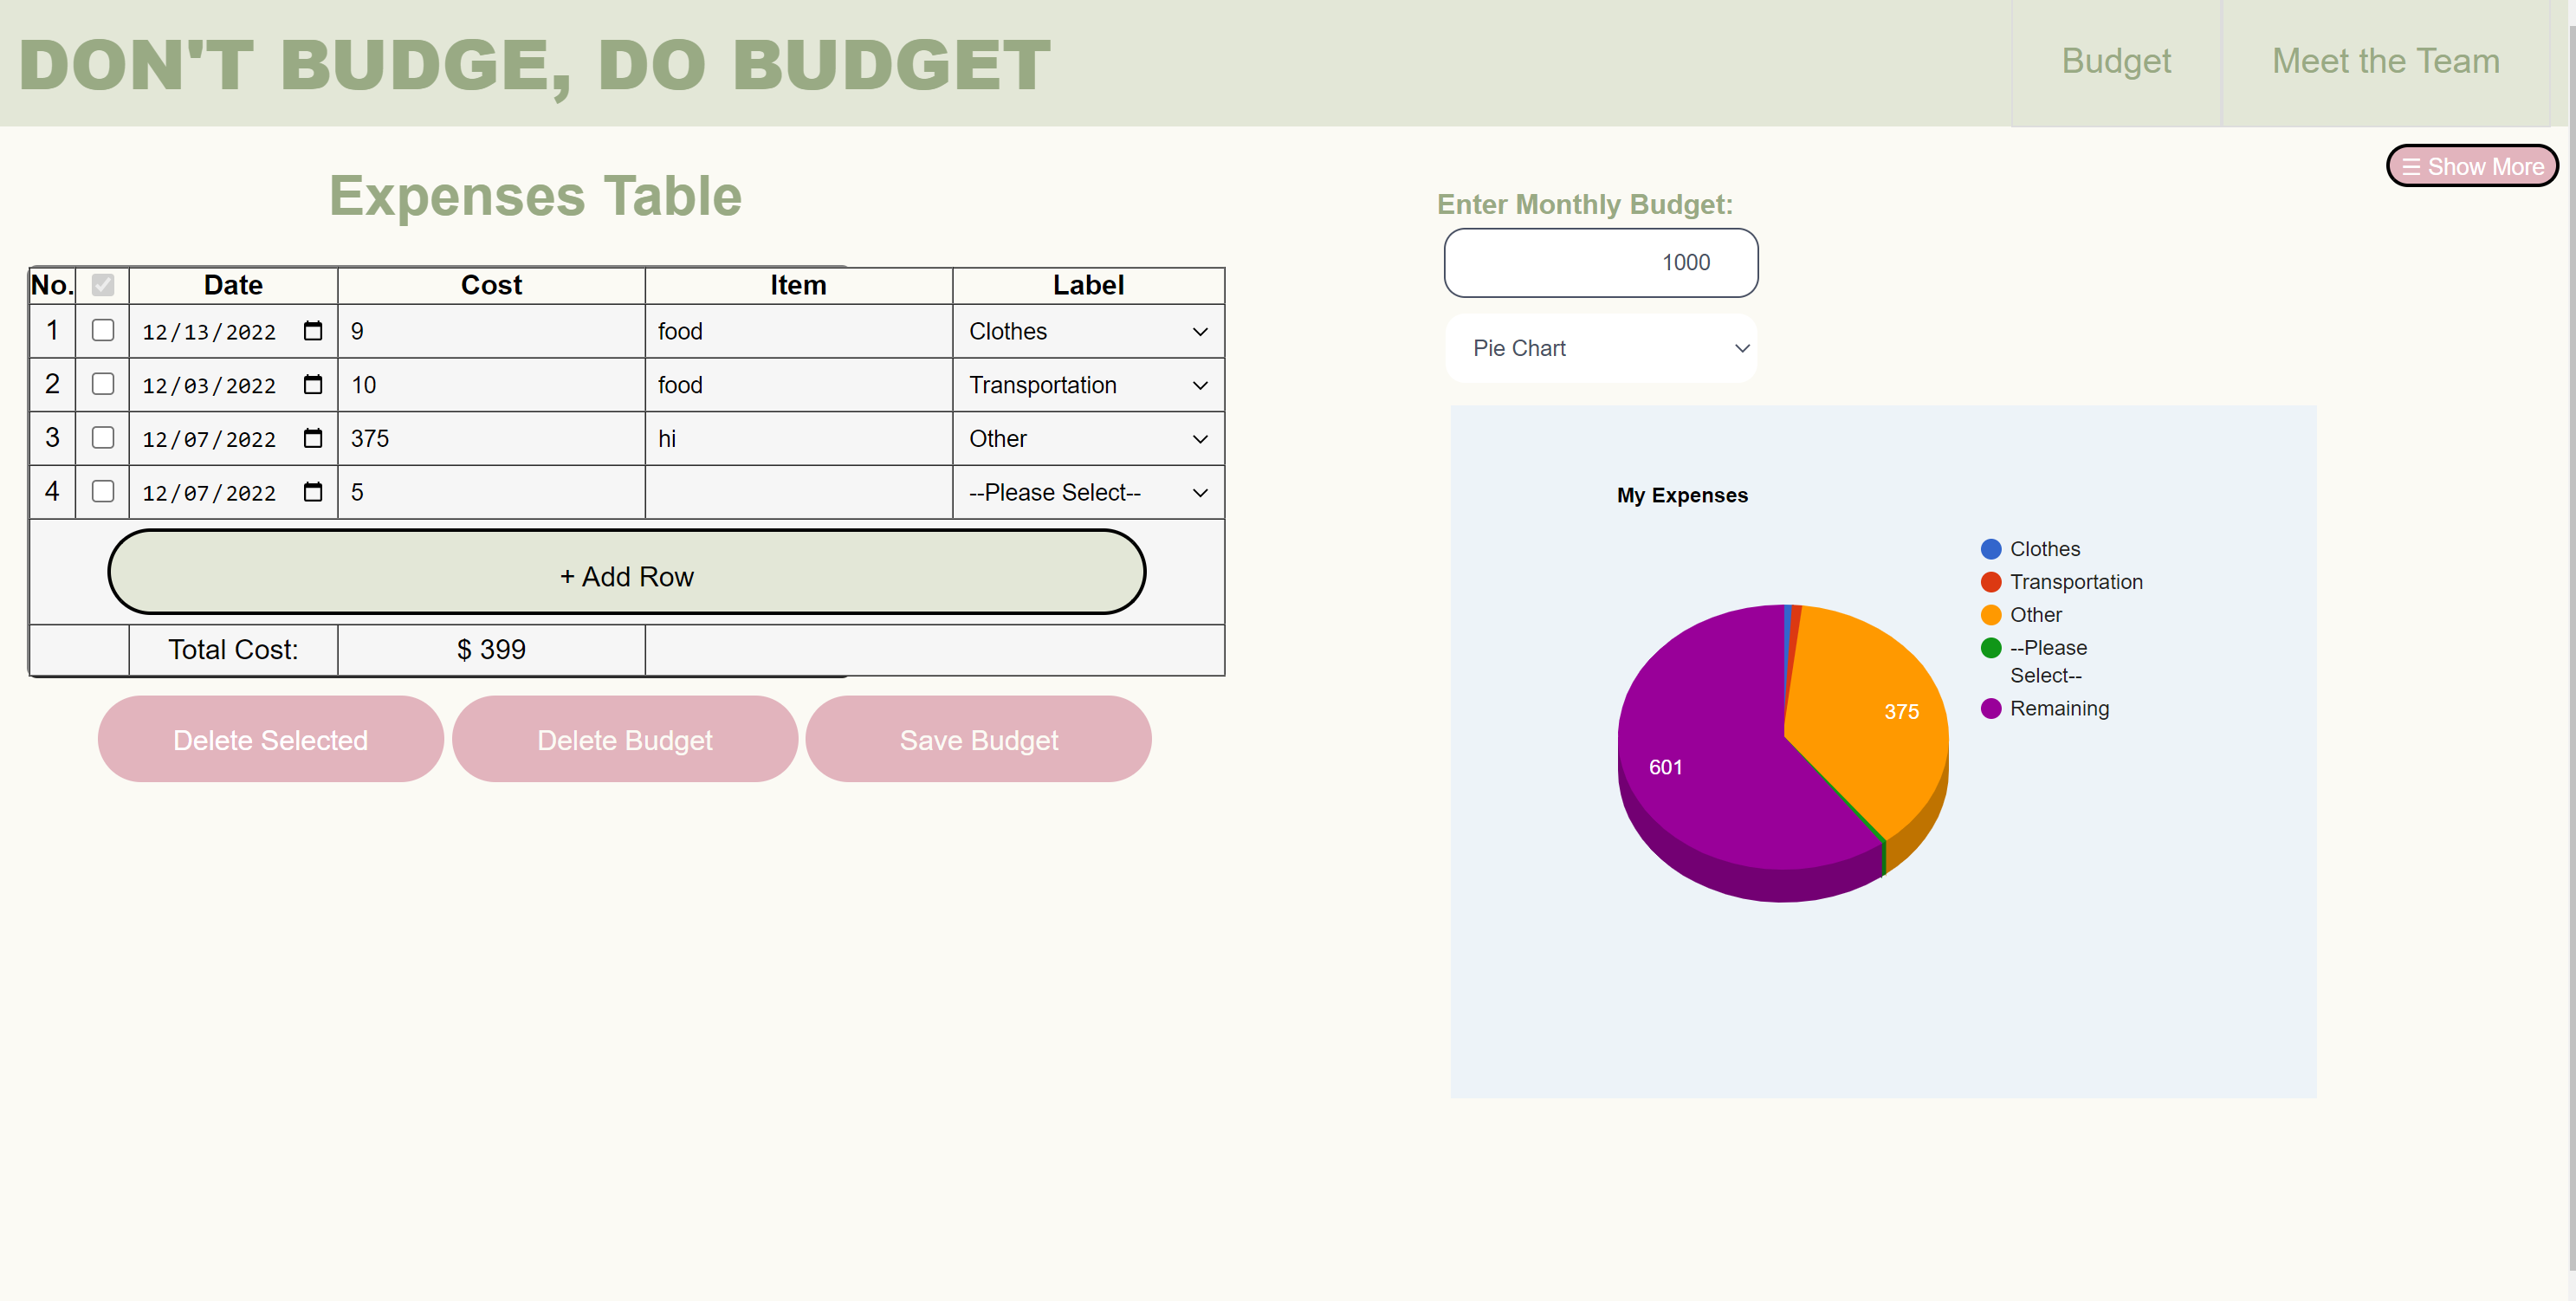 DON'T BUDGE, DO BUDGET
Budget
Meet the Team
☰ Show More
Expenses Table
No. Date Cost Item Label
1 12/13/2022 9 food Clothes
2 12/03/2022 10 food Transportation
3 12/07/2022 375 hi Other
4 12/07/2022 5 --Please Select--
+ Add Row
Total Cost: $ 399
Delete Selected
Delete Budget
Save Budget
Enter Monthly Budget:
1000
Pie Chart
My Expenses
Clothes
Transportation
Other
--Please
Select--
Remaining
375
601